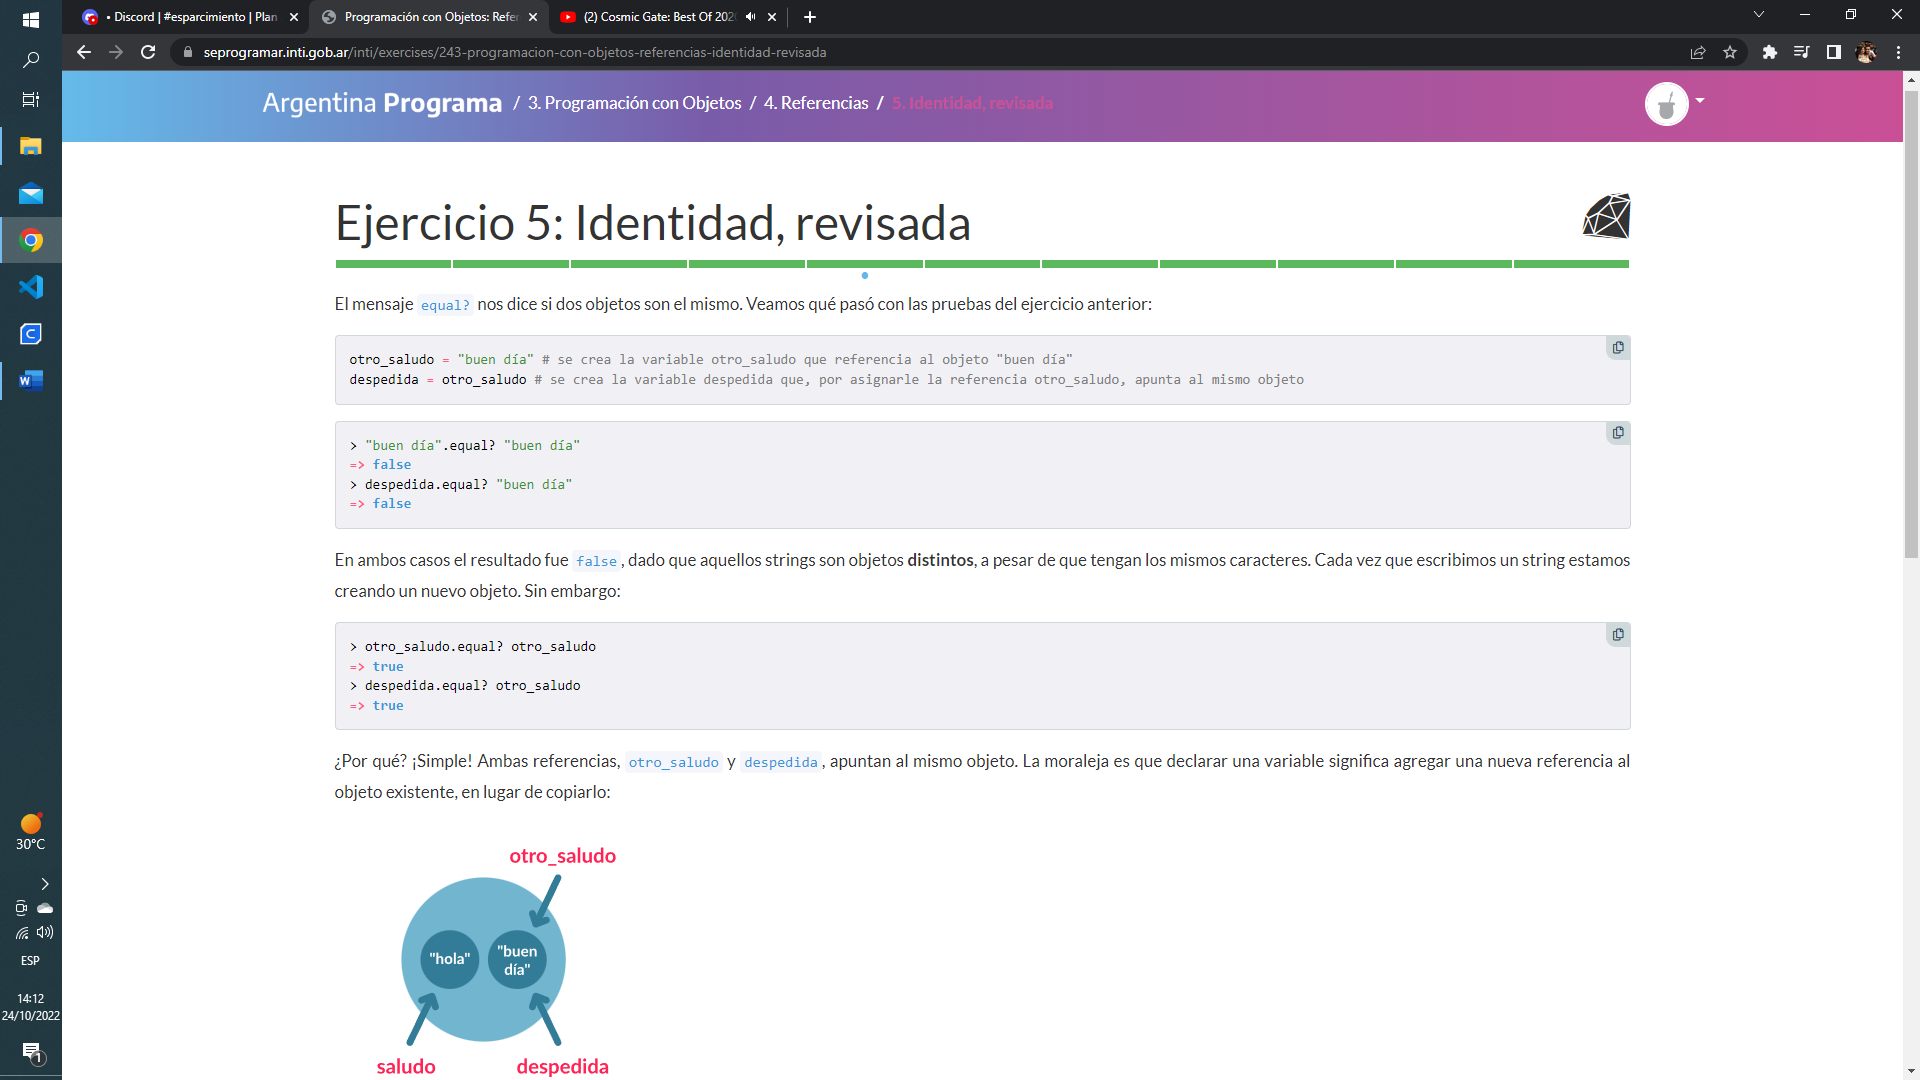 • Discord | #esparcimiento | Plan
Programación con Objetos: Refer
(2) Cosmic Gate: Best Of 2020
seprogramar.inti.gob.ar/inti/exercises/243-programacion-con-objetos-referencias-identidad-revisada
Argentina Programa / 3. Programación con Objetos / 4. Referencias / 5. Identidad, revisada
Ejercicio 5: Identidad, revisada
El mensaje equal? nos dice si dos objetos son el mismo. Veamos qué pasó con las pruebas del ejercicio anterior:
otro_saludo = "buen día" # se crea la variable otro_saludo que referencia al objeto "buen día"
despedida = otro_saludo # se crea la variable despedida que, por asignarle la referencia otro_saludo, apunta al mismo objeto
> "buen día".equal? "buen día"
=> false
> despedida.equal? "buen día"
=> false
En ambos casos el resultado fue false, dado que aquellos strings son objetos distintos, a pesar de que tengan los mismos caracteres. Cada vez que escribimos un string estamos
creando un nuevo objeto. Sin embargo:
> otro_saludo.equal? otro_saludo
=> true
> despedida.equal? otro_saludo
=> true
¿Por qué? ¡Simple! Ambas referencias, otro_saludo y despedida, apuntan al mismo objeto. La moraleja es que declarar una variable significa agregar una nueva referencia al
objeto existente, en lugar de copiarlo:
otro_saludo
"hola"
"buen
día"
saludo
despedida
30°C
ESP
14:12
24/10/2022
1